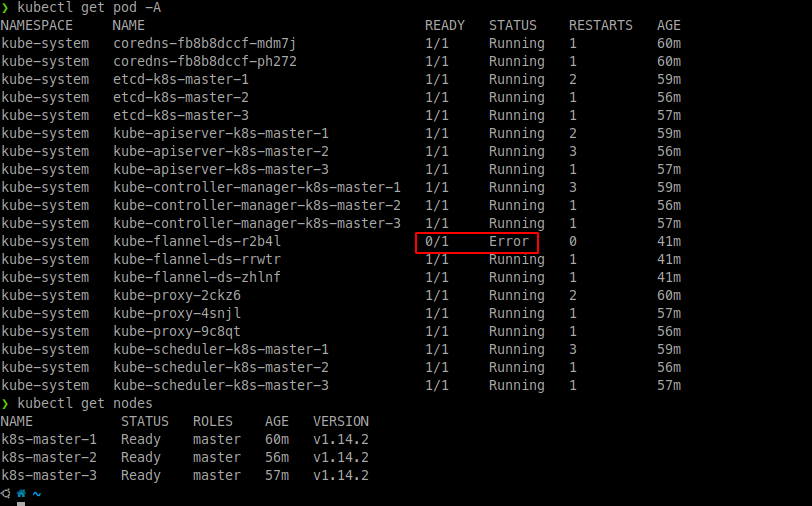 ❯ kubectl get pod -A
NAMESPACE NAME READY STATUS RESTARTS AGE
kube-system coredns-fb8b8dccf-mdm7j 1/1 Running 1 60m
kube-system coredns-fb8b8dccf-ph272 1/1 Running 1 60m
kube-system etcd-k8s-master-1 1/1 Running 2 59m
kube-system etcd-k8s-master-2 1/1 Running 1 56m
kube-system etcd-k8s-master-3 1/1 Running 1 57m
kube-system kube-apiserver-k8s-master-1 1/1 Running 2 59m
kube-system kube-apiserver-k8s-master-2 1/1 Running 3 56m
kube-system kube-apiserver-k8s-master-3 1/1 Running 1 57m
kube-system kube-controller-manager-k8s-master-1 1/1 Running 3 59m
kube-system kube-controller-manager-k8s-master-2 1/1 Running 1 56m
kube-system kube-controller-manager-k8s-master-3 1/1 Running 1 57m
kube-system kube-flannel-ds-r2b4l 0/1 Error 0 41m
kube-system kube-flannel-ds-rrwtr 1/1 Running 1 41m
kube-system kube-flannel-ds-zhlnf 1/1 Running 1 41m
kube-system kube-proxy-2ckz6 1/1 Running 2 60m
kube-system kube-proxy-4snjl 1/1 Running 1 57m
kube-system kube-proxy-9c8qt 1/1 Running 1 56m
kube-system kube-scheduler-k8s-master-1 1/1 Running 3 59m
kube-system kube-scheduler-k8s-master-2 1/1 Running 1 56m
kube-system kube-scheduler-k8s-master-3 1/1 Running 1 57m
❯ kubectl get nodes
NAME STATUS ROLES AGE VERSION
k8s-master-1 Ready master 60m v1.14.2
k8s-master-2 Ready master 56m v1.14.2
k8s-master-3 Ready master 57m v1.14.2
~